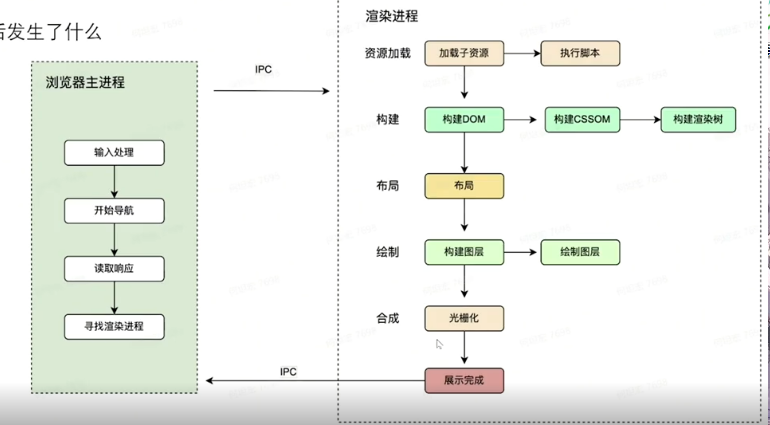 后发生了什么
浏览器主进程
输入处理
开始导航
读取响应
寻找渲染进程
IPC
IPC
渲染进程
资源加载
加载子资源
执行脚本
构建
构建DOM
构建CSSOM
构建渲染树
布局
布局
绘制
构建图层
绘制图层
合成
光栅化
展示完成